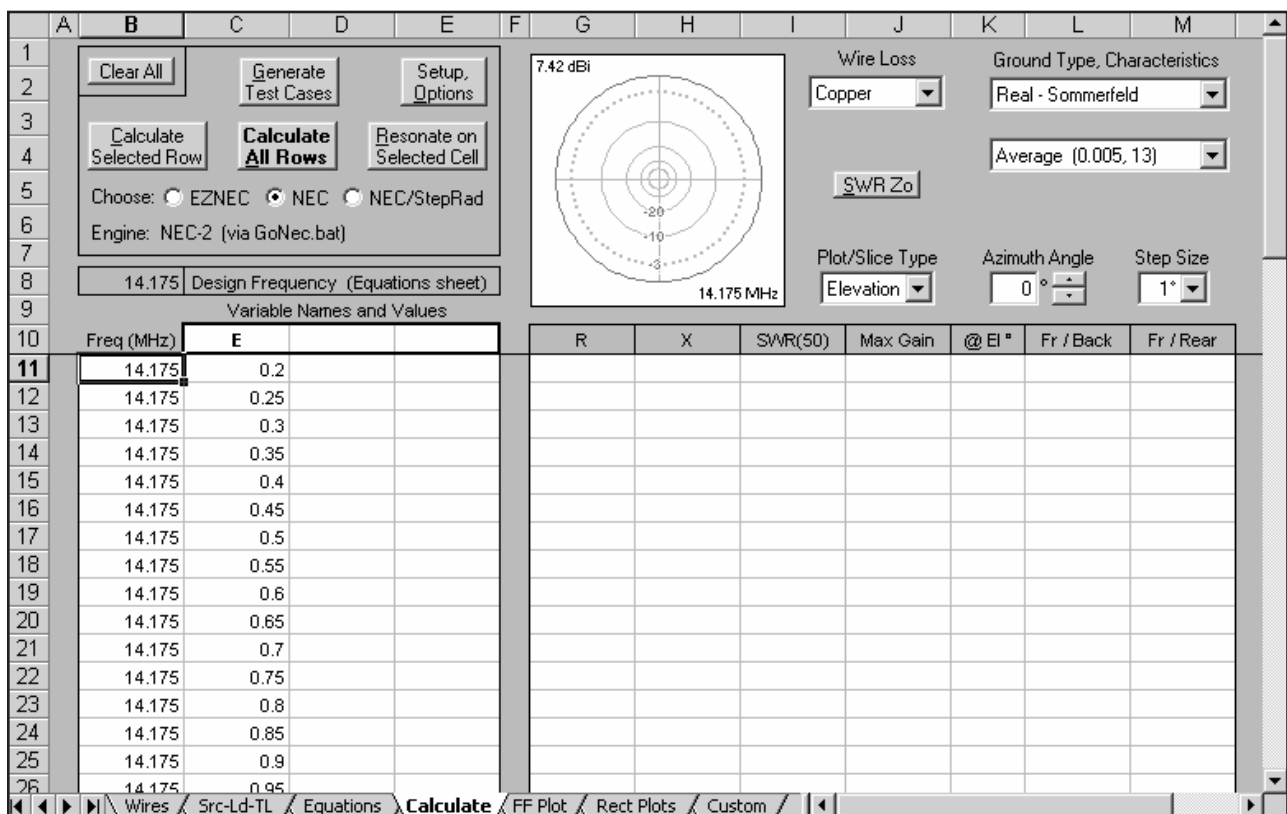 A B C D E F G H I J K L M
1
2
3
4
5
6
7
8
9
10
Clear All
Generate Test Cases
Setup, Options
Calculate Selected Row
Calculate All Rows
Resonate on Selected Cell
Choose: EZNEC NEC NEC/StepRad
Engine: NEC-2 (via GoNec.bat)
14.175 Design Frequency (Equations sheet)
Variable Names and Values
7.42 dBi
-20
-10
-3
14.175 MHz
Wire Loss
Copper
SWR Zo
Ground Type, Characteristics
Real - Sommerfeld
Average (0.005, 13)
Plot/Slice Type
Elevation
Azimuth Angle
0 °
Step Size
1°
Freq (MHz) E R X SWR(50) Max Gain @ El ° Fr / Back Fr / Rear
11 14.175 0.2
12 14.175 0.25
13 14.175 0.3
14 14.175 0.35
15 14.175 0.4
16 14.175 0.45
17 14.175 0.5
18 14.175 0.55
19 14.175 0.6
20 14.175 0.65
21 14.175 0.7
22 14.175 0.75
23 14.175 0.8
24 14.175 0.85
25 14.175 0.9
26 14.175 0.95
Wires Src-Ld-TL Equations Calculate FF Plot Rect Plots Custom